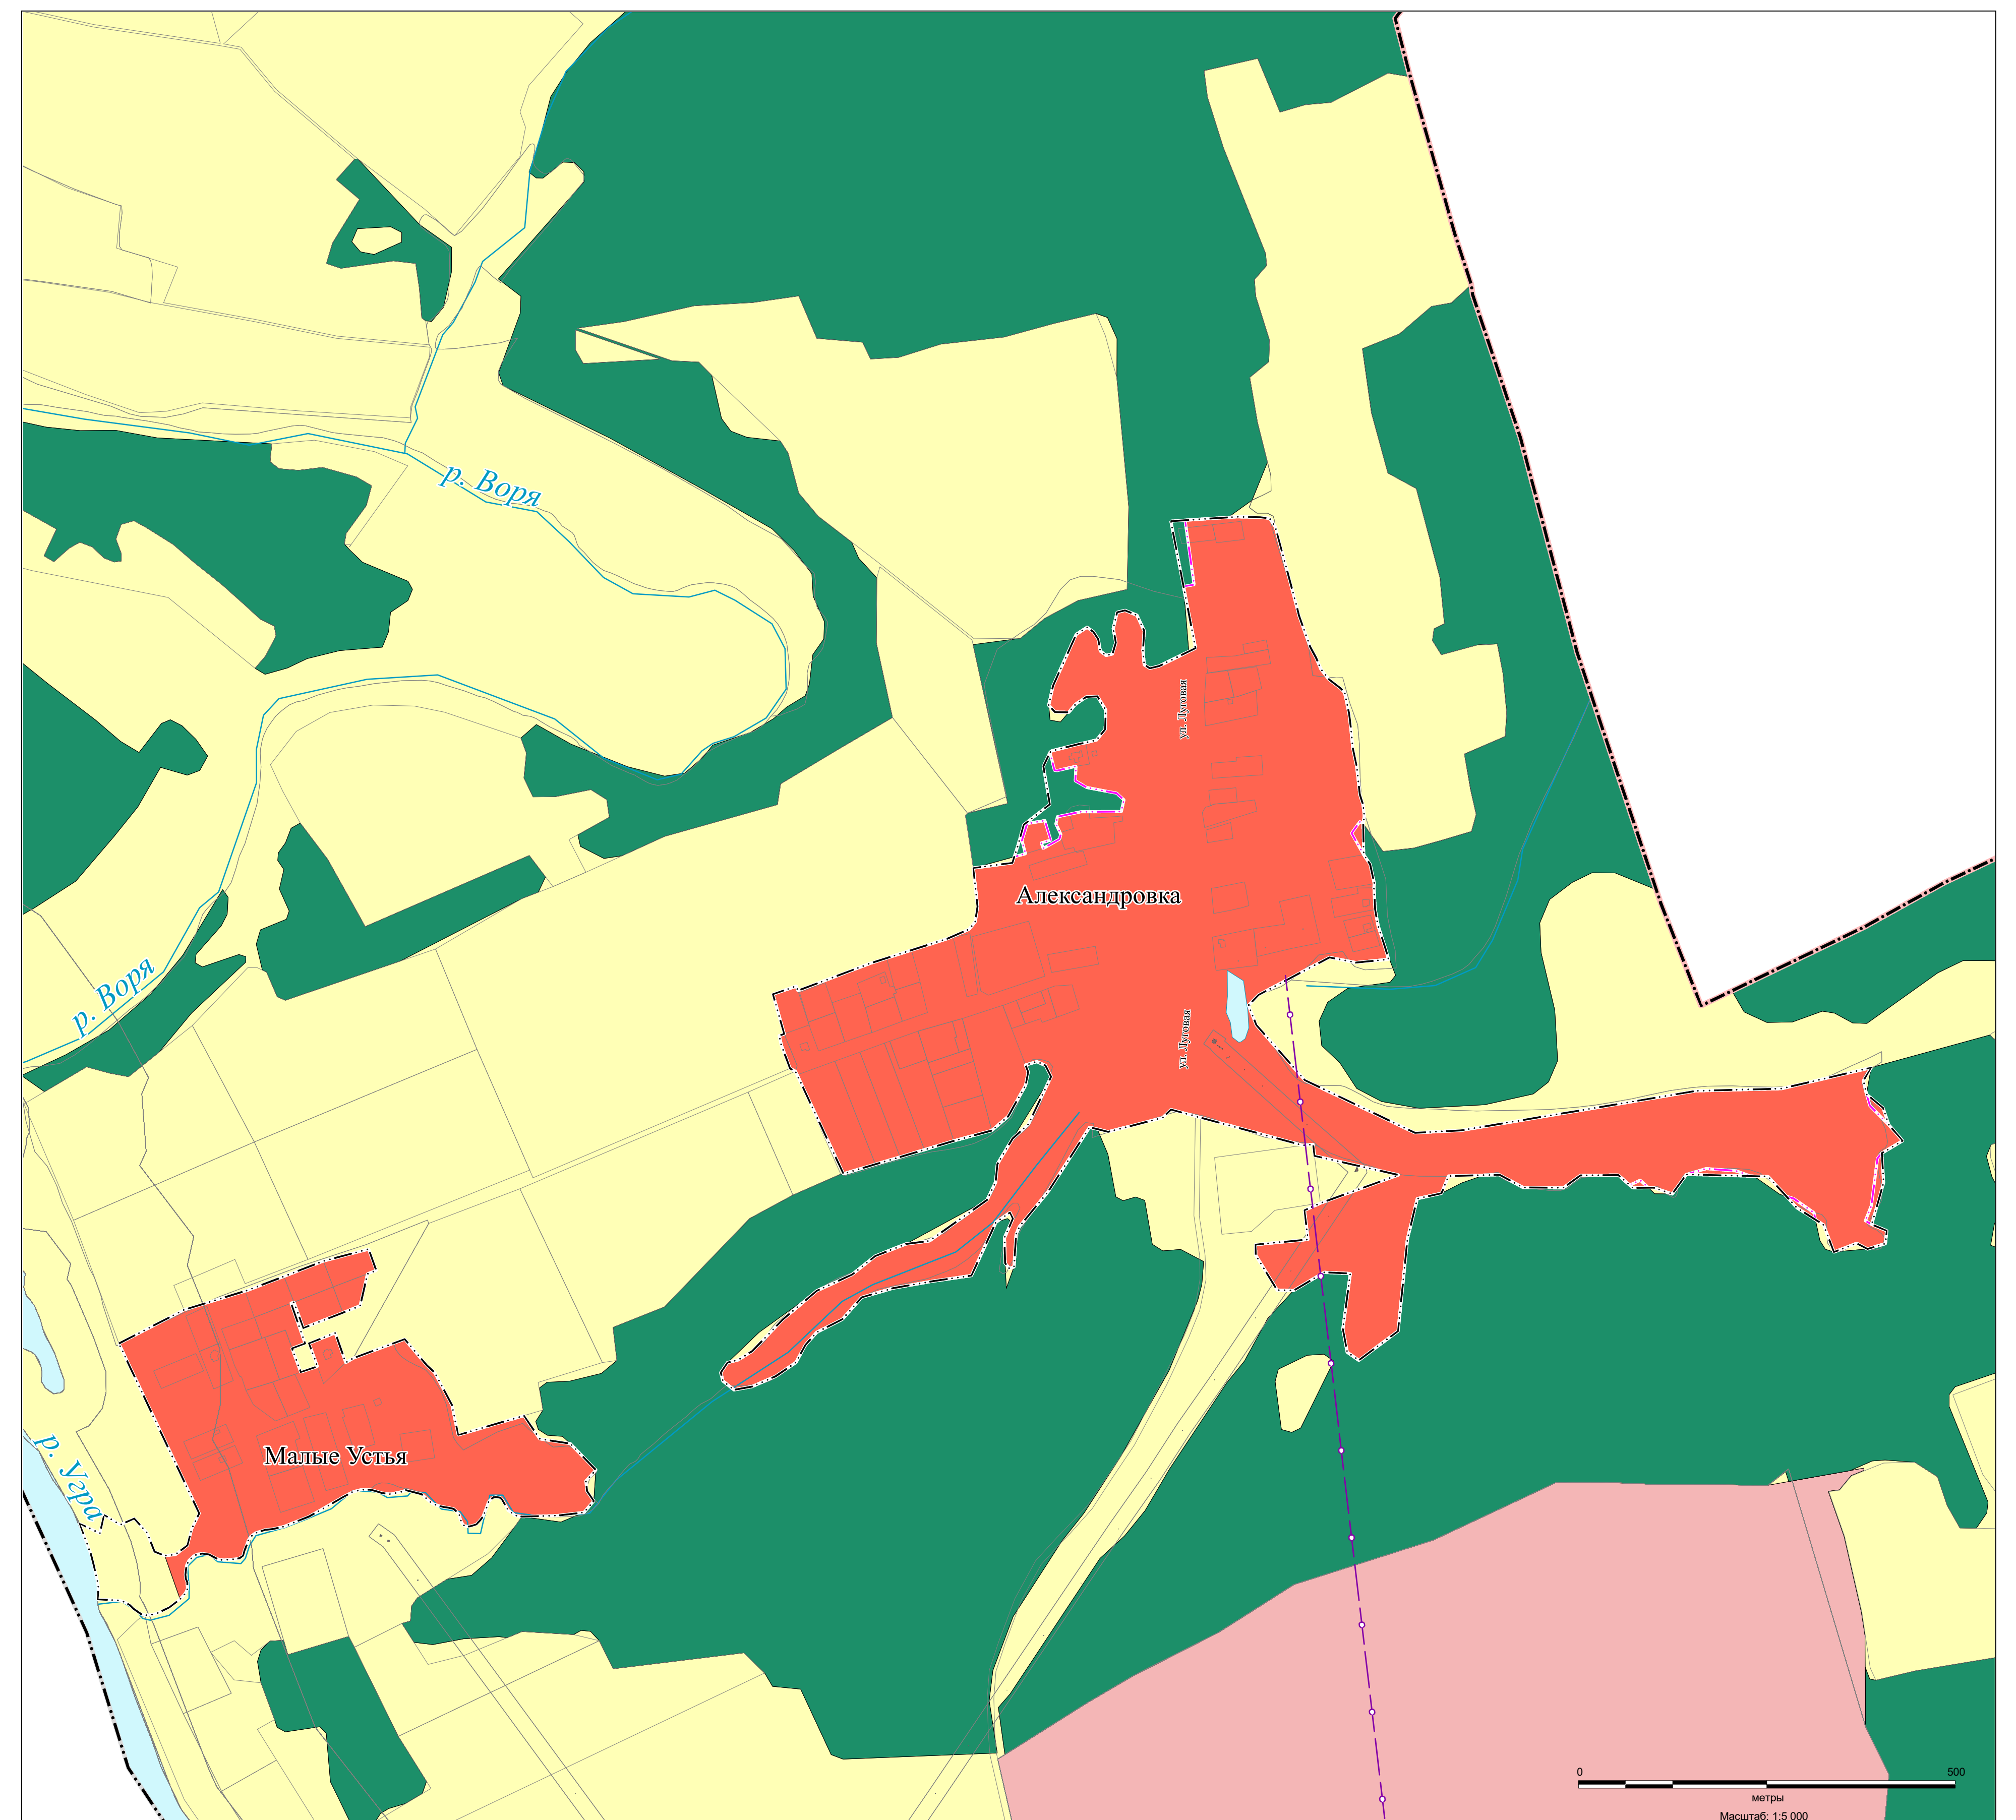 р. Воря
ул. Луговая
Александровка
р. Воря
ул. Луговая
Малые Устья
р. Угра
0 500
метры
Масштаб: 1:5 000